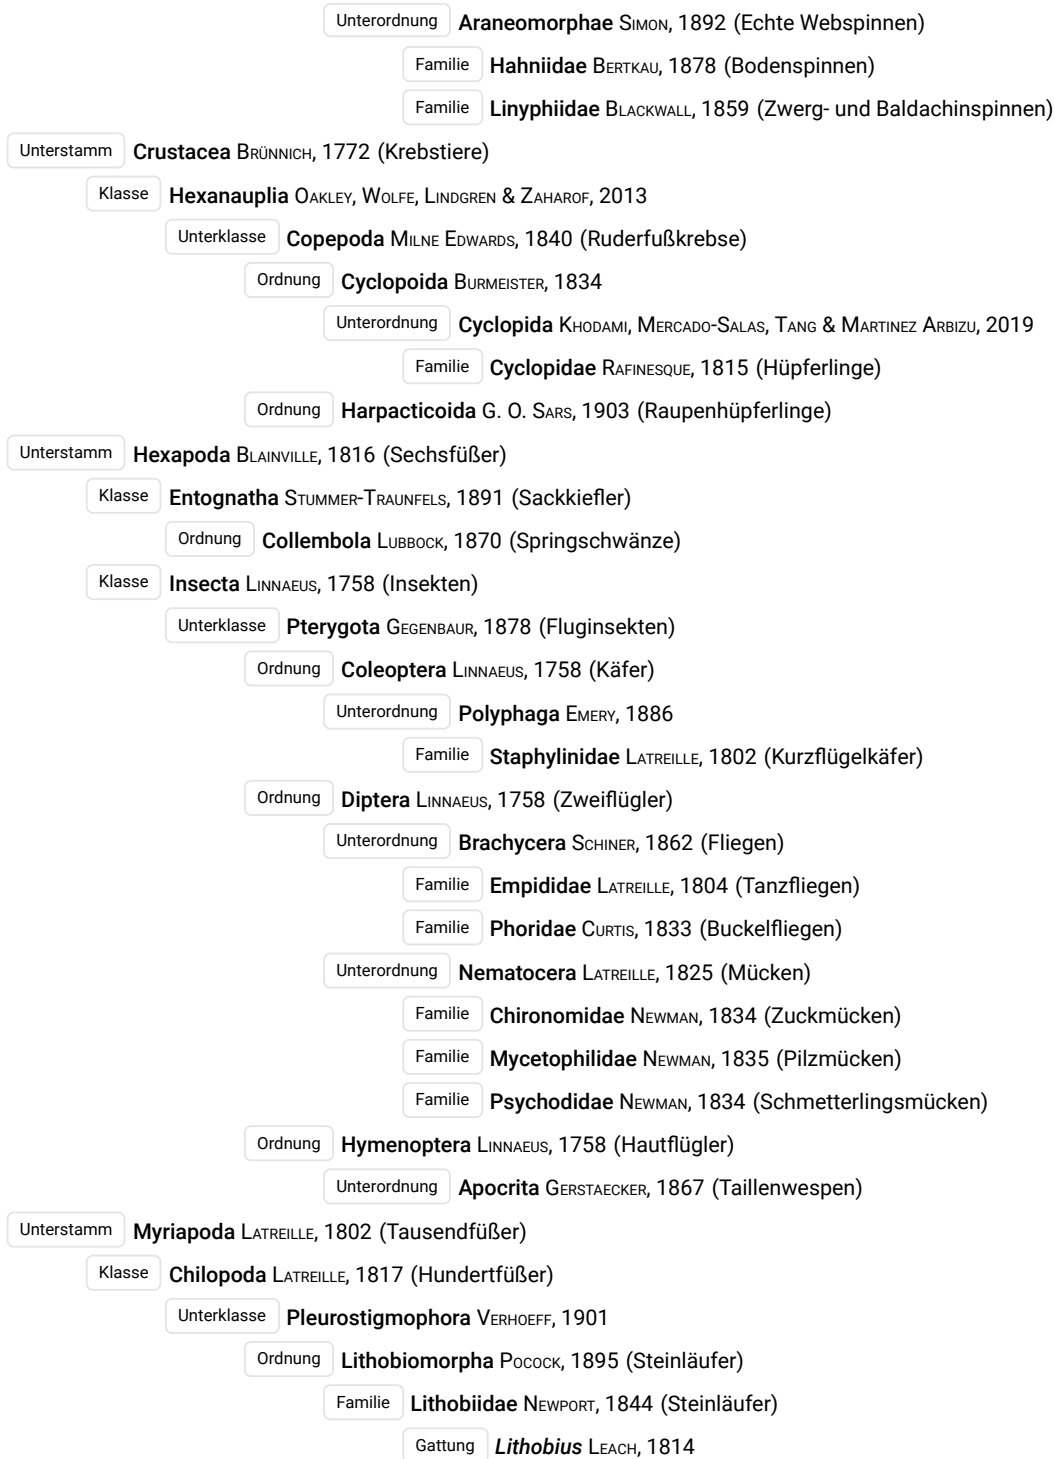 Unterordnung Araneomorphae Simon, 1892 (Echte Webspinnen)
Familie Hahniidae Bertkau, 1878 (Bodenspinnen)
Familie Linyphiidae Blackwall, 1859 (Zwerg- und Baldachinspinnen)
Unterstamm Crustacea Brünnich, 1772 (Krebstiere)
Klasse Hexanauplia Oakley, Wolfe, Lindgren & Zaharof, 2013
Unterklasse Copepoda Milne Edwards, 1840 (Ruderfußkrebse)
Ordnung Cyclopoida Burmeister, 1834
Unterordnung Cyclopida Khodami, Mercado-Salas, Tang & Martinez Arbizu, 2019
Familie Cyclopidae Rafinesque, 1815 (Hüpferlinge)
Ordnung Harpacticoida G. O. Sars, 1903 (Raupenhüpferlinge)
Unterstamm Hexapoda Blainville, 1816 (Sechsfüßer)
Klasse Entognatha Stummer-Traunfels, 1891 (Sackkiefler)
Ordnung Collembola Lubbock, 1870 (Springschwänze)
Klasse Insecta Linnaeus, 1758 (Insekten)
Unterklasse Pterygota Gegenbaur, 1878 (Fluginsekten)
Ordnung Coleoptera Linnaeus, 1758 (Käfer)
Unterordnung Polyphaga Emery, 1886
Familie Staphylinidae Latreille, 1802 (Kurzflügelkäfer)
Ordnung Diptera Linnaeus, 1758 (Zweiflügler)
Unterordnung Brachycera Schiner, 1862 (Fliegen)
Familie Empididae Latreille, 1804 (Tanzfliegen)
Familie Phoridae Curtis, 1833 (Buckelfliegen)
Unterordnung Nematocera Latreille, 1825 (Mücken)
Familie Chironomidae Newman, 1834 (Zuckmücken)
Familie Mycetophilidae Newman, 1835 (Pilzmücken)
Familie Psychodidae Newman, 1834 (Schmetterlingsmücken)
Ordnung Hymenoptera Linnaeus, 1758 (Hautflügler)
Unterordnung Apocrita Gerstaecker, 1867 (Taillenwespen)
Unterstamm Myriapoda Latreille, 1802 (Tausendfüßer)
Klasse Chilopoda Latreille, 1817 (Hundertfüßer)
Unterklasse Pleurostigmophora Verhoeff, 1901
Ordnung Lithobiomorpha Pocock, 1895 (Steinläufer)
Familie Lithobiidae Newport, 1844 (Steinläufer)
Gattung Lithobius Leach, 1814